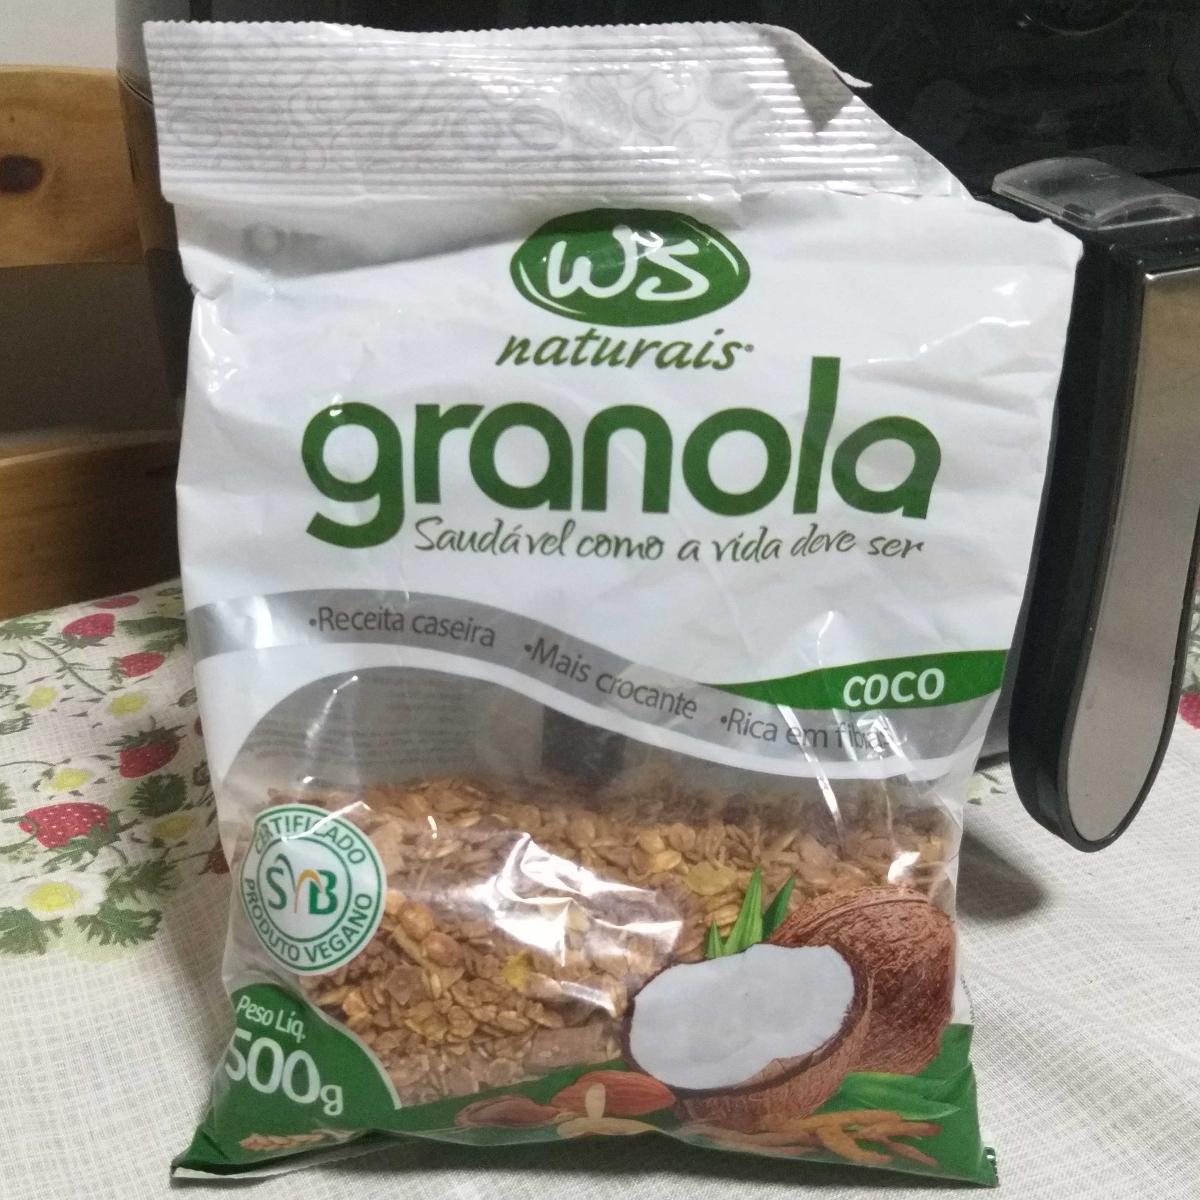 WS
naturais®
granola
Saudável como a vida deve ser
•Receita caseira •Mais crocante •Rica em fibras
coco
CERTIFICADO
SVB
PRODUTO VEGANO
Peso Líq.
500g